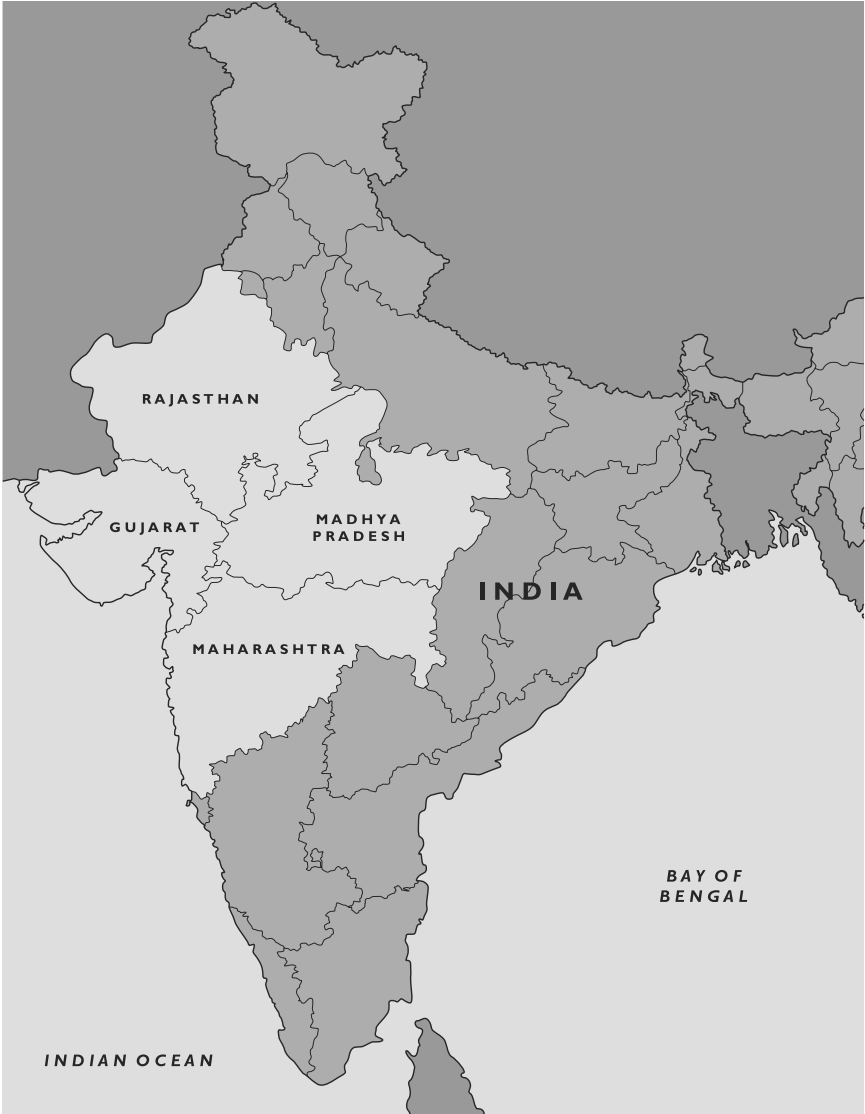 RAJASTHAN
GUJARAT
MADHYA
PRADESH
INDIA
MAHARASHTRA
BAY OF
BENGAL
INDIAN OCEAN